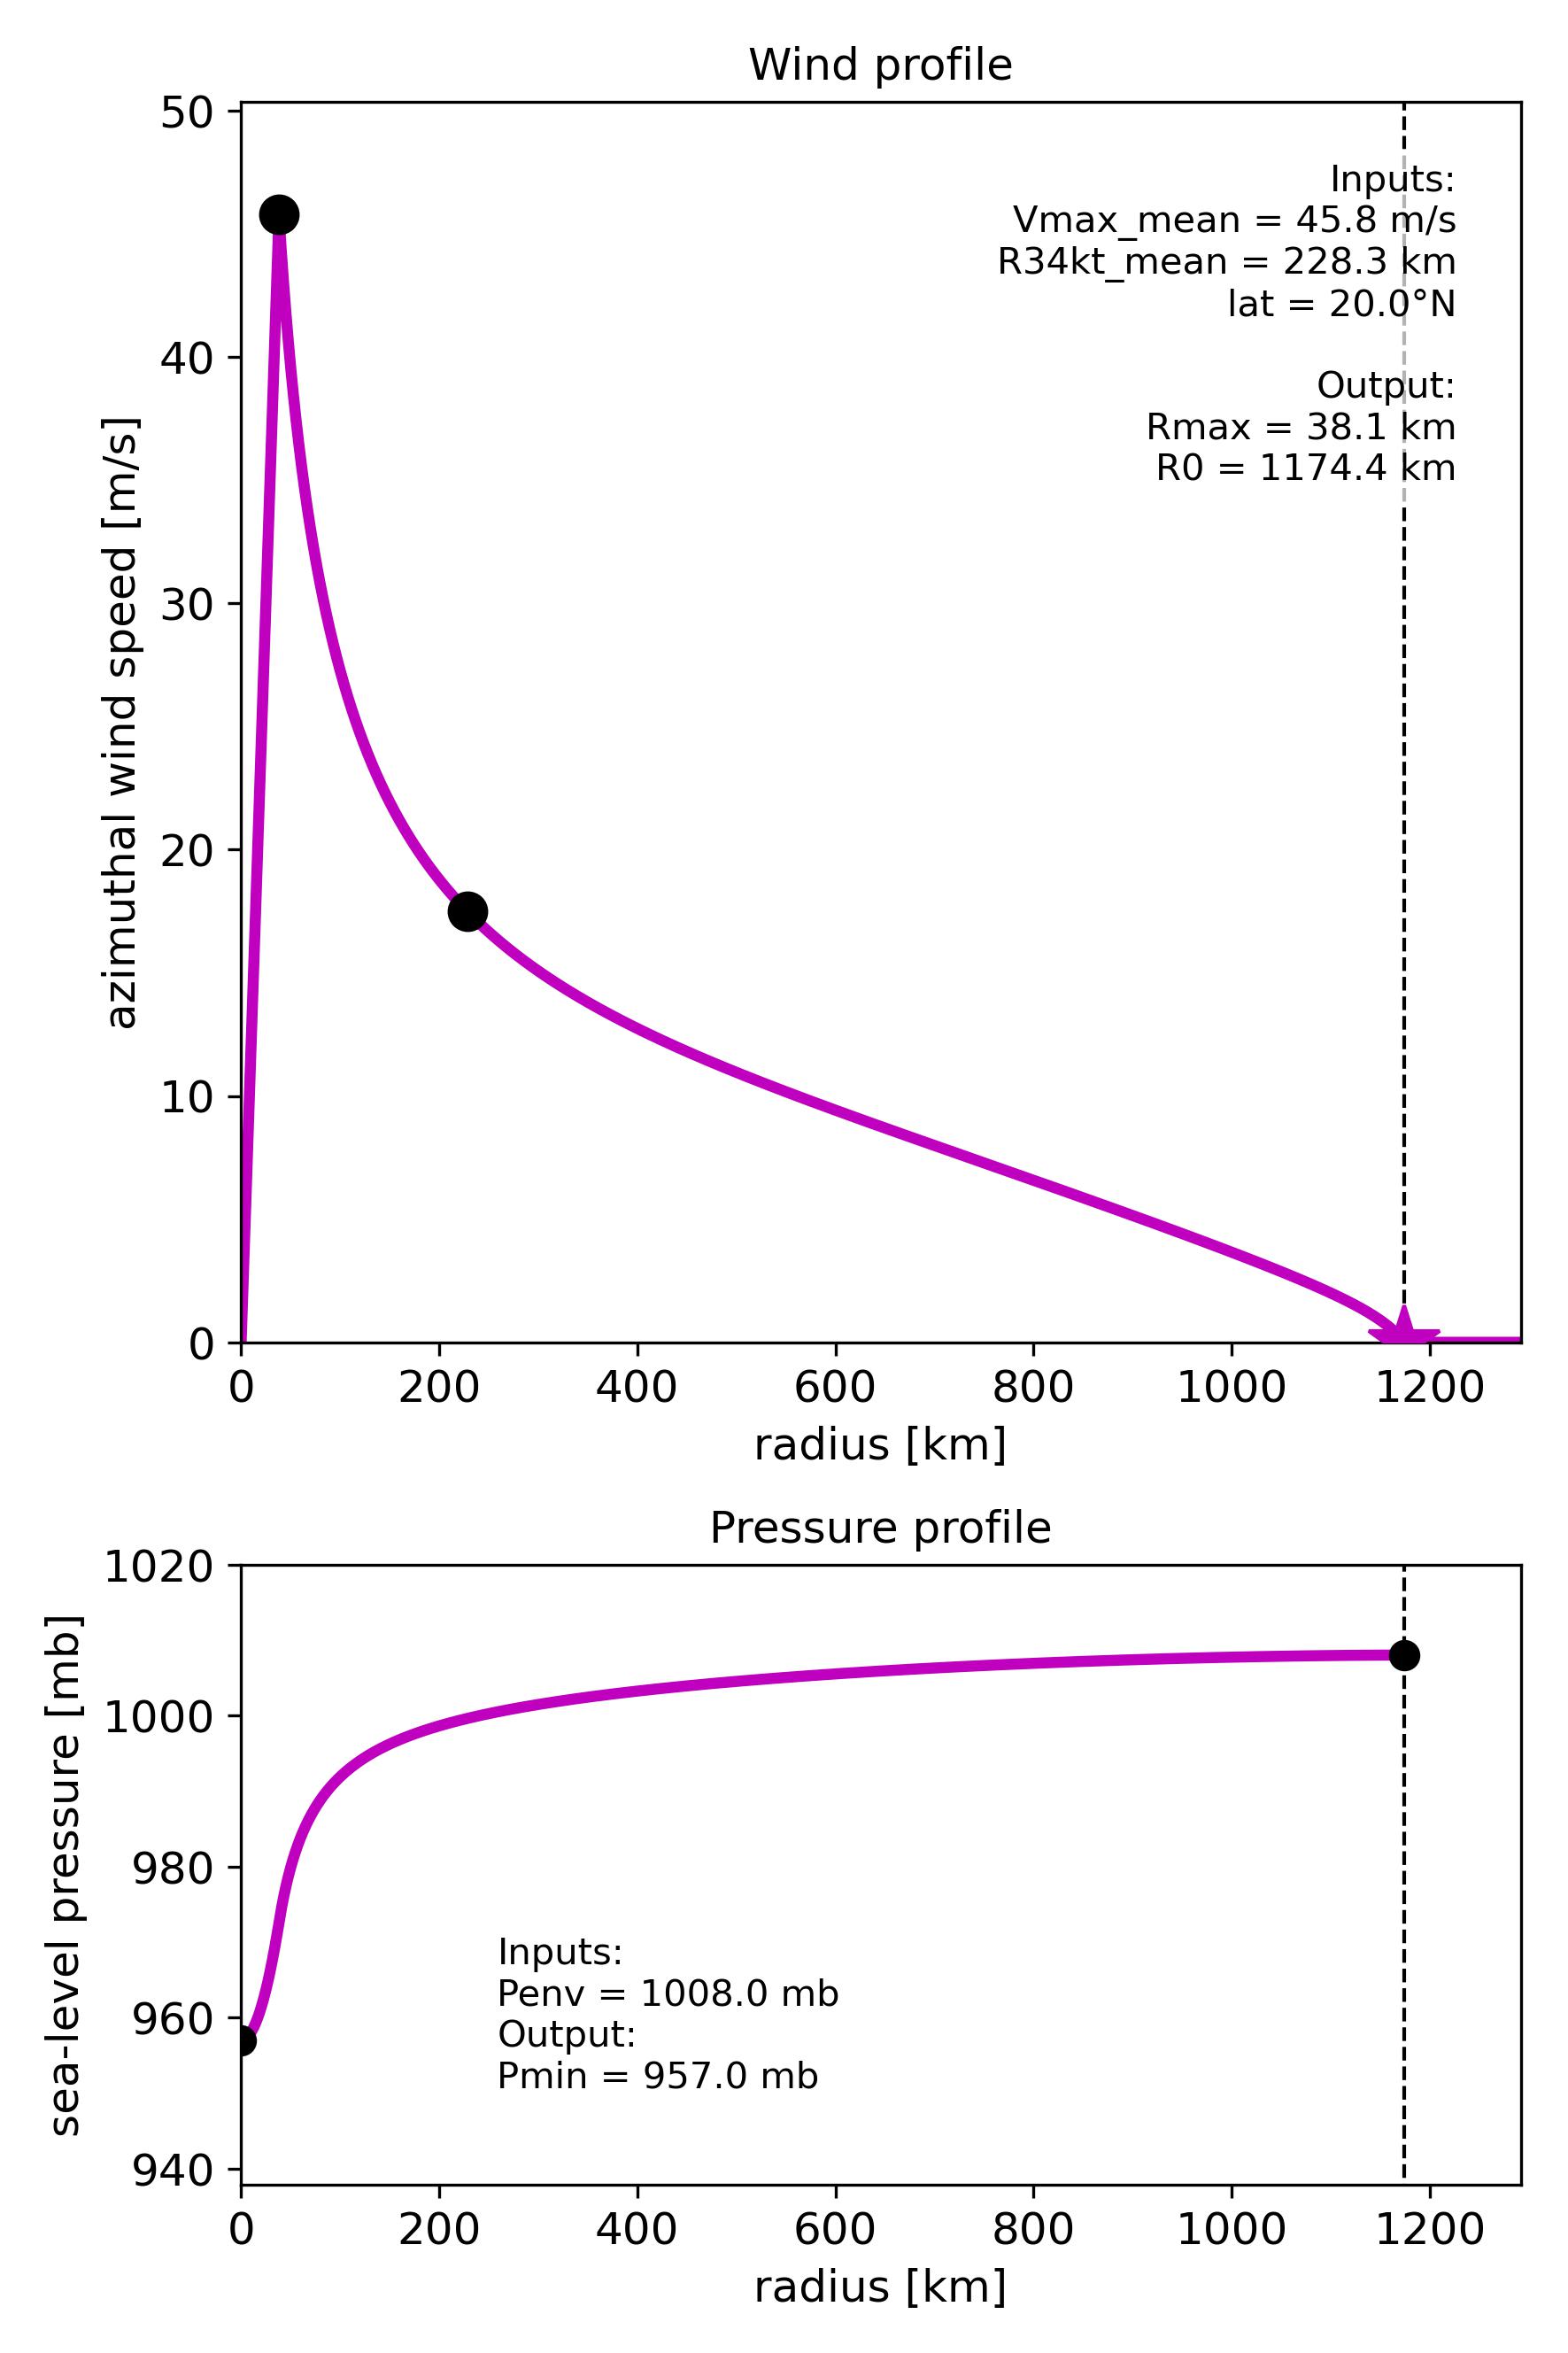 Wind profile
50
40
30
20
10
0
azimuthal wind speed [m/s]
Inputs:
Vmax_mean = 45.8 m/s
R34kt_mean = 228.3 km
lat = 20.0°N
Output:
Rmax = 38.1 km
R0 = 1174.4 km
0 200 400 600 800 1000 1200
radius [km]
Pressure profile
1020
1000
980
960
940
sea-level pressure [mb]
Inputs:
Penv = 1008.0 mb
Output:
Pmin = 957.0 mb
0 200 400 600 800 1000 1200
radius [km]